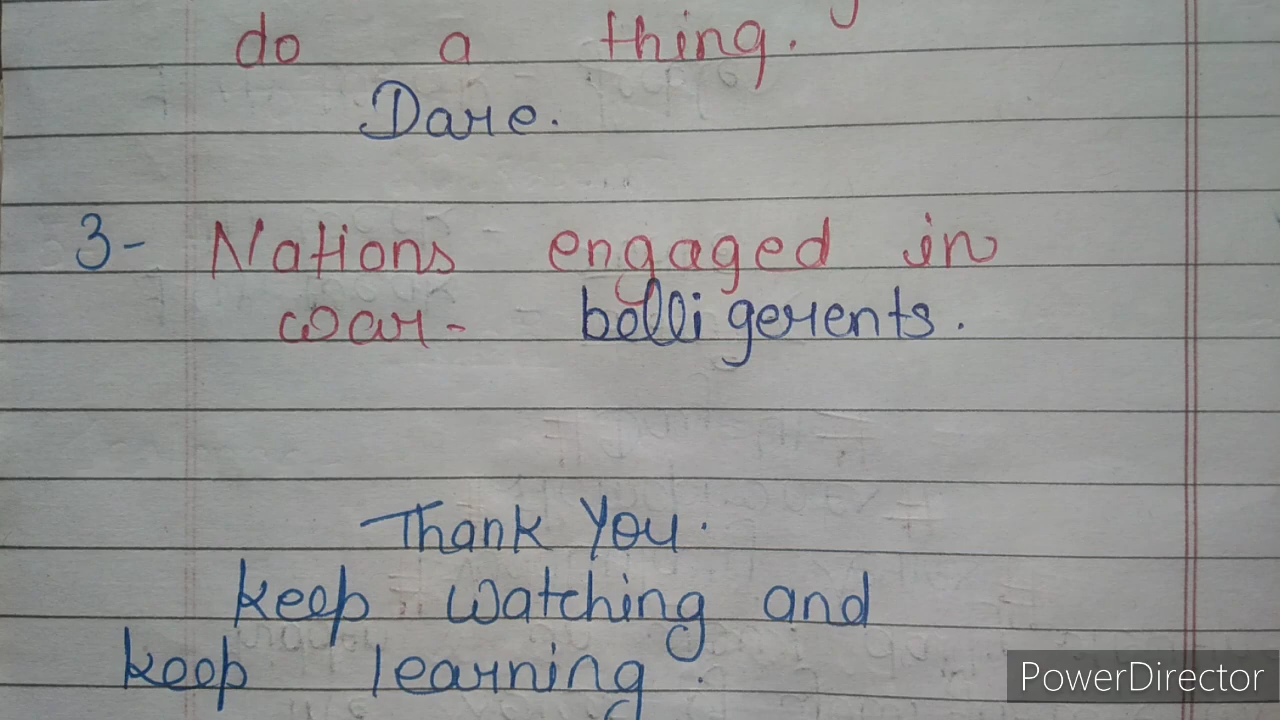 do a thing.
Dare.
3- Nations engaged in
war- belligerents.
Thank You.
keep watching and
keep learning.
PowerDirector